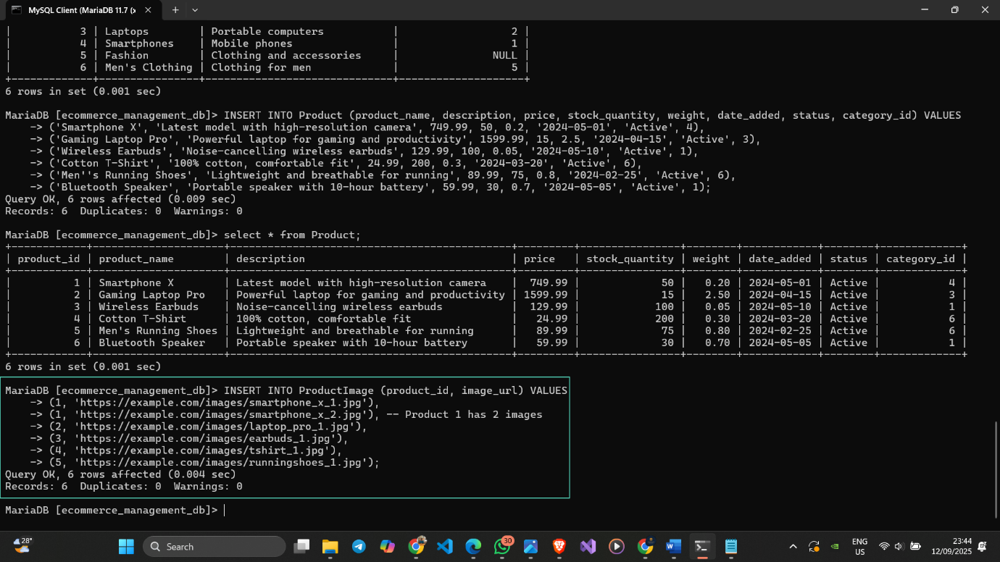 MySQL Client (MariaDB 11.7 (x
|           3 | Laptops        | Portable computers           |                  2 |
|           4 | Smartphones    | Mobile phones                |                  1 |
|           5 | Fashion        | Clothing and accessories     |               NULL |
|           6 | Men's Clothing | Clothing for men             |                  5 |
+-------------+----------------+------------------------------+--------------------+
6 rows in set (0.001 sec)
MariaDB [ecommerce_management_db]> INSERT INTO Product (product_name, description, price, stock_quantity, weight, date_added, status, category_id) VALUES
    -> ('Smartphone X', 'Latest model with high-resolution camera', 749.99, 50, 0.2, '2024-05-01', 'Active', 4),
    -> ('Gaming Laptop Pro', 'Powerful laptop for gaming and productivity', 1599.99, 15, 2.5, '2024-04-15', 'Active', 3),
    -> ('Wireless Earbuds', 'Noise-cancelling wireless earbuds', 129.99, 100, 0.05, '2024-05-10', 'Active', 1),
    -> ('Cotton T-Shirt', '100% cotton, comfortable fit', 24.99, 200, 0.3, '2024-03-20', 'Active', 6),
    -> ('Men''s Running Shoes', 'Lightweight and breathable for running', 89.99, 75, 0.8, '2024-02-25', 'Active', 6),
    -> ('Bluetooth Speaker', 'Portable speaker with 10-hour battery', 59.99, 30, 0.7, '2024-05-05', 'Active', 1);
Query OK, 6 rows affected (0.009 sec)
Records: 6  Duplicates: 0  Warnings: 0
MariaDB [ecommerce_management_db]> select * from Product;
+------------+---------------------+---------------------------------------------+---------+----------------+--------+------------+--------+-------------+
| product_id | product_name        | description                                 | price   | stock_quantity | weight | date_added | status | category_id |
+------------+---------------------+---------------------------------------------+---------+----------------+--------+------------+--------+-------------+
|          1 | Smartphone X        | Latest model with high-resolution camera    |  749.99 |             50 |   0.20 | 2024-05-01 | Active |           4 |
|          2 | Gaming Laptop Pro   | Powerful laptop for gaming and productivity | 1599.99 |             15 |   2.50 | 2024-04-15 | Active |           3 |
|          3 | Wireless Earbuds    | Noise-cancelling wireless earbuds           |  129.99 |            100 |   0.05 | 2024-05-10 | Active |           1 |
|          4 | Cotton T-Shirt      | 100% cotton, comfortable fit                |   24.99 |            200 |   0.30 | 2024-03-20 | Active |           6 |
|          5 | Men's Running Shoes | Lightweight and breathable for running      |   89.99 |             75 |   0.80 | 2024-02-25 | Active |           6 |
|          6 | Bluetooth Speaker   | Portable speaker with 10-hour battery       |   59.99 |             30 |   0.70 | 2024-05-05 | Active |           1 |
+------------+---------------------+---------------------------------------------+---------+----------------+--------+------------+--------+-------------+
6 rows in set (0.001 sec)
MariaDB [ecommerce_management_db]> INSERT INTO ProductImage (product_id, image_url) VALUES
    -> (1, 'https://example.com/images/smartphone_x_1.jpg'),
    -> (1, 'https://example.com/images/smartphone_x_2.jpg'), -- Product 1 has 2 images
    -> (2, 'https://example.com/images/laptop_pro_1.jpg'),
    -> (3, 'https://example.com/images/earbuds_1.jpg'),
    -> (4, 'https://example.com/images/tshirt_1.jpg'),
    -> (5, 'https://example.com/images/runningshoes_1.jpg');
Query OK, 6 rows affected (0.004 sec)
Records: 6  Duplicates: 0  Warnings: 0
MariaDB [ecommerce_management_db]>
28°
Search
30
ENG
US
23:44
12/09/2025